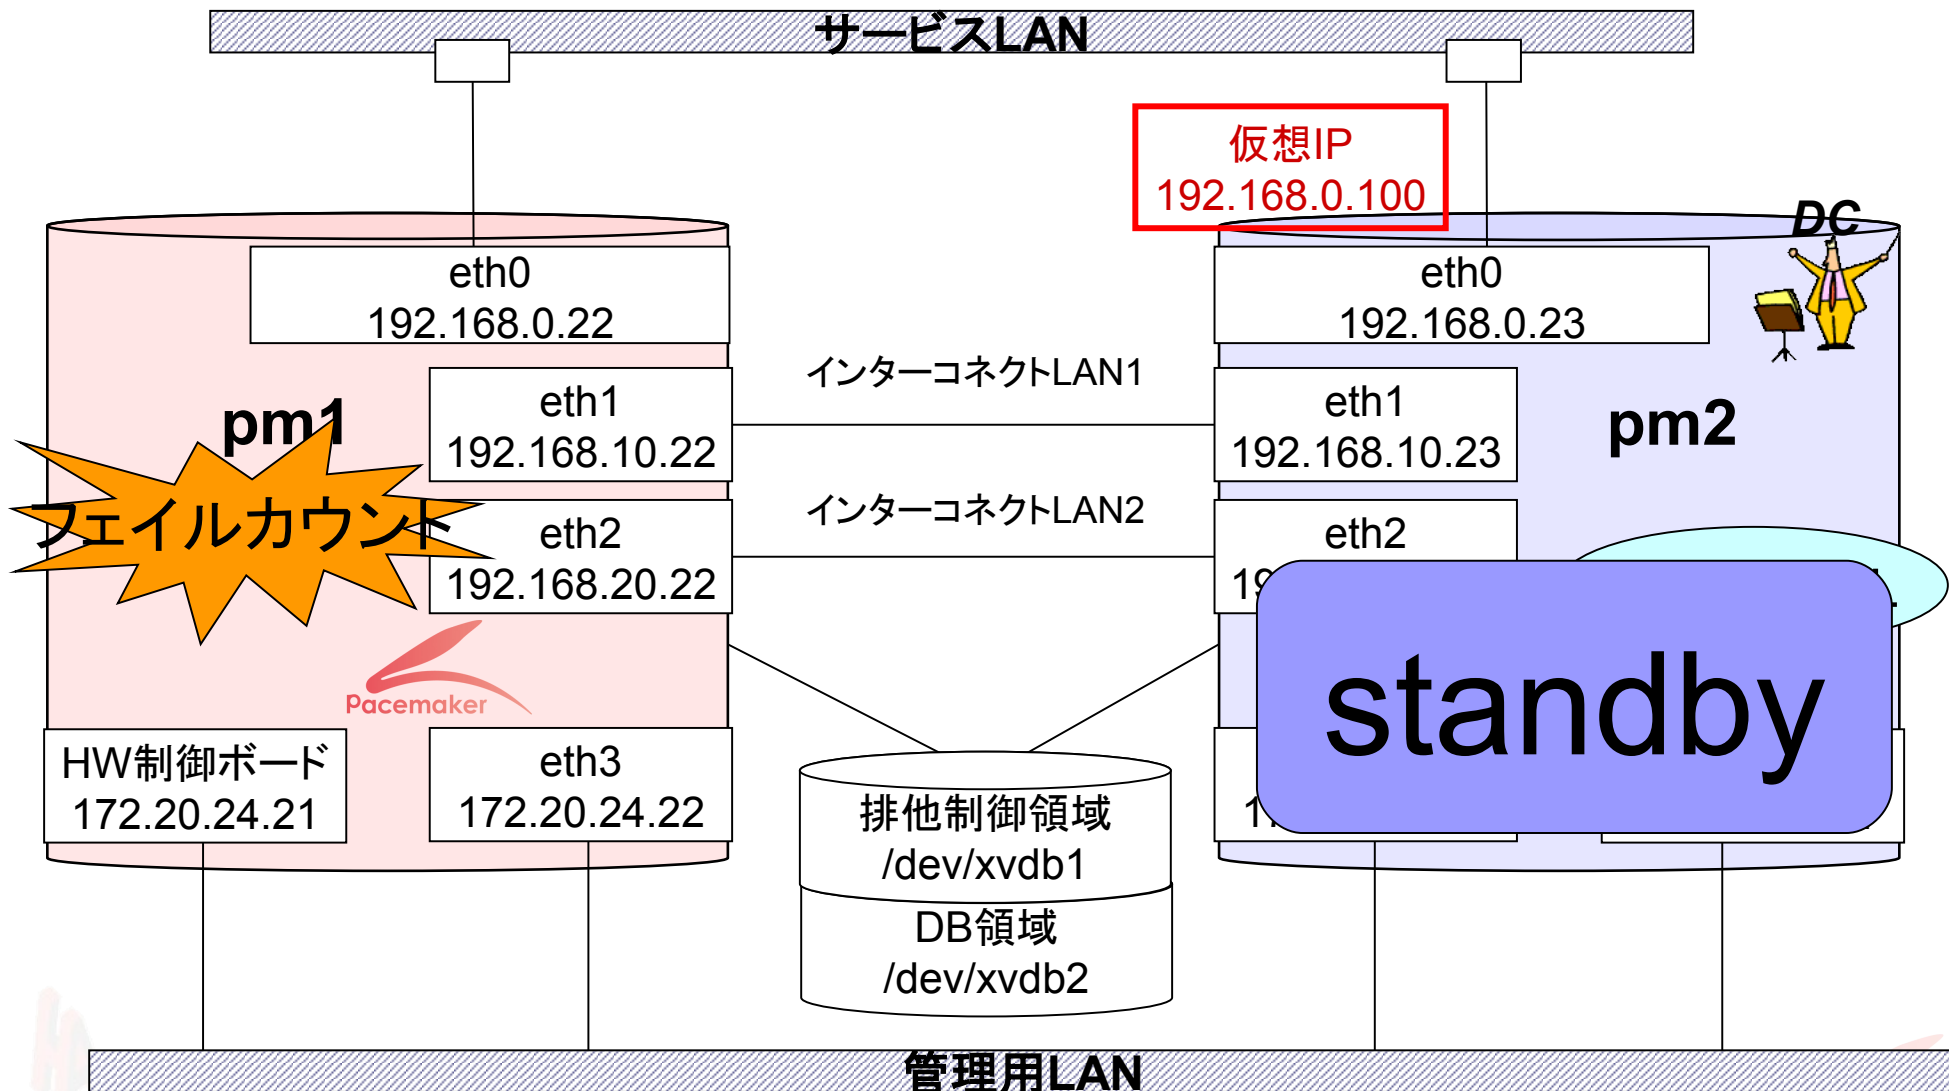 サービスLAN
仮想IP
192.168.0.100
DC
eth0
192.168.0.22
eth0
192.168.0.23
インターコネクトLAN1
pm1
eth1
192.168.10.22
eth1
192.168.10.23
pm2
フェイルカウント
インターコネクトLAN2
eth2
192.168.20.22
eth2
standby
Pacemaker
HW制御ボード
172.20.24.21
eth3
172.20.24.22
排他制御領域
/dev/xvdb1
DB領域
/dev/xvdb2
管理用LAN